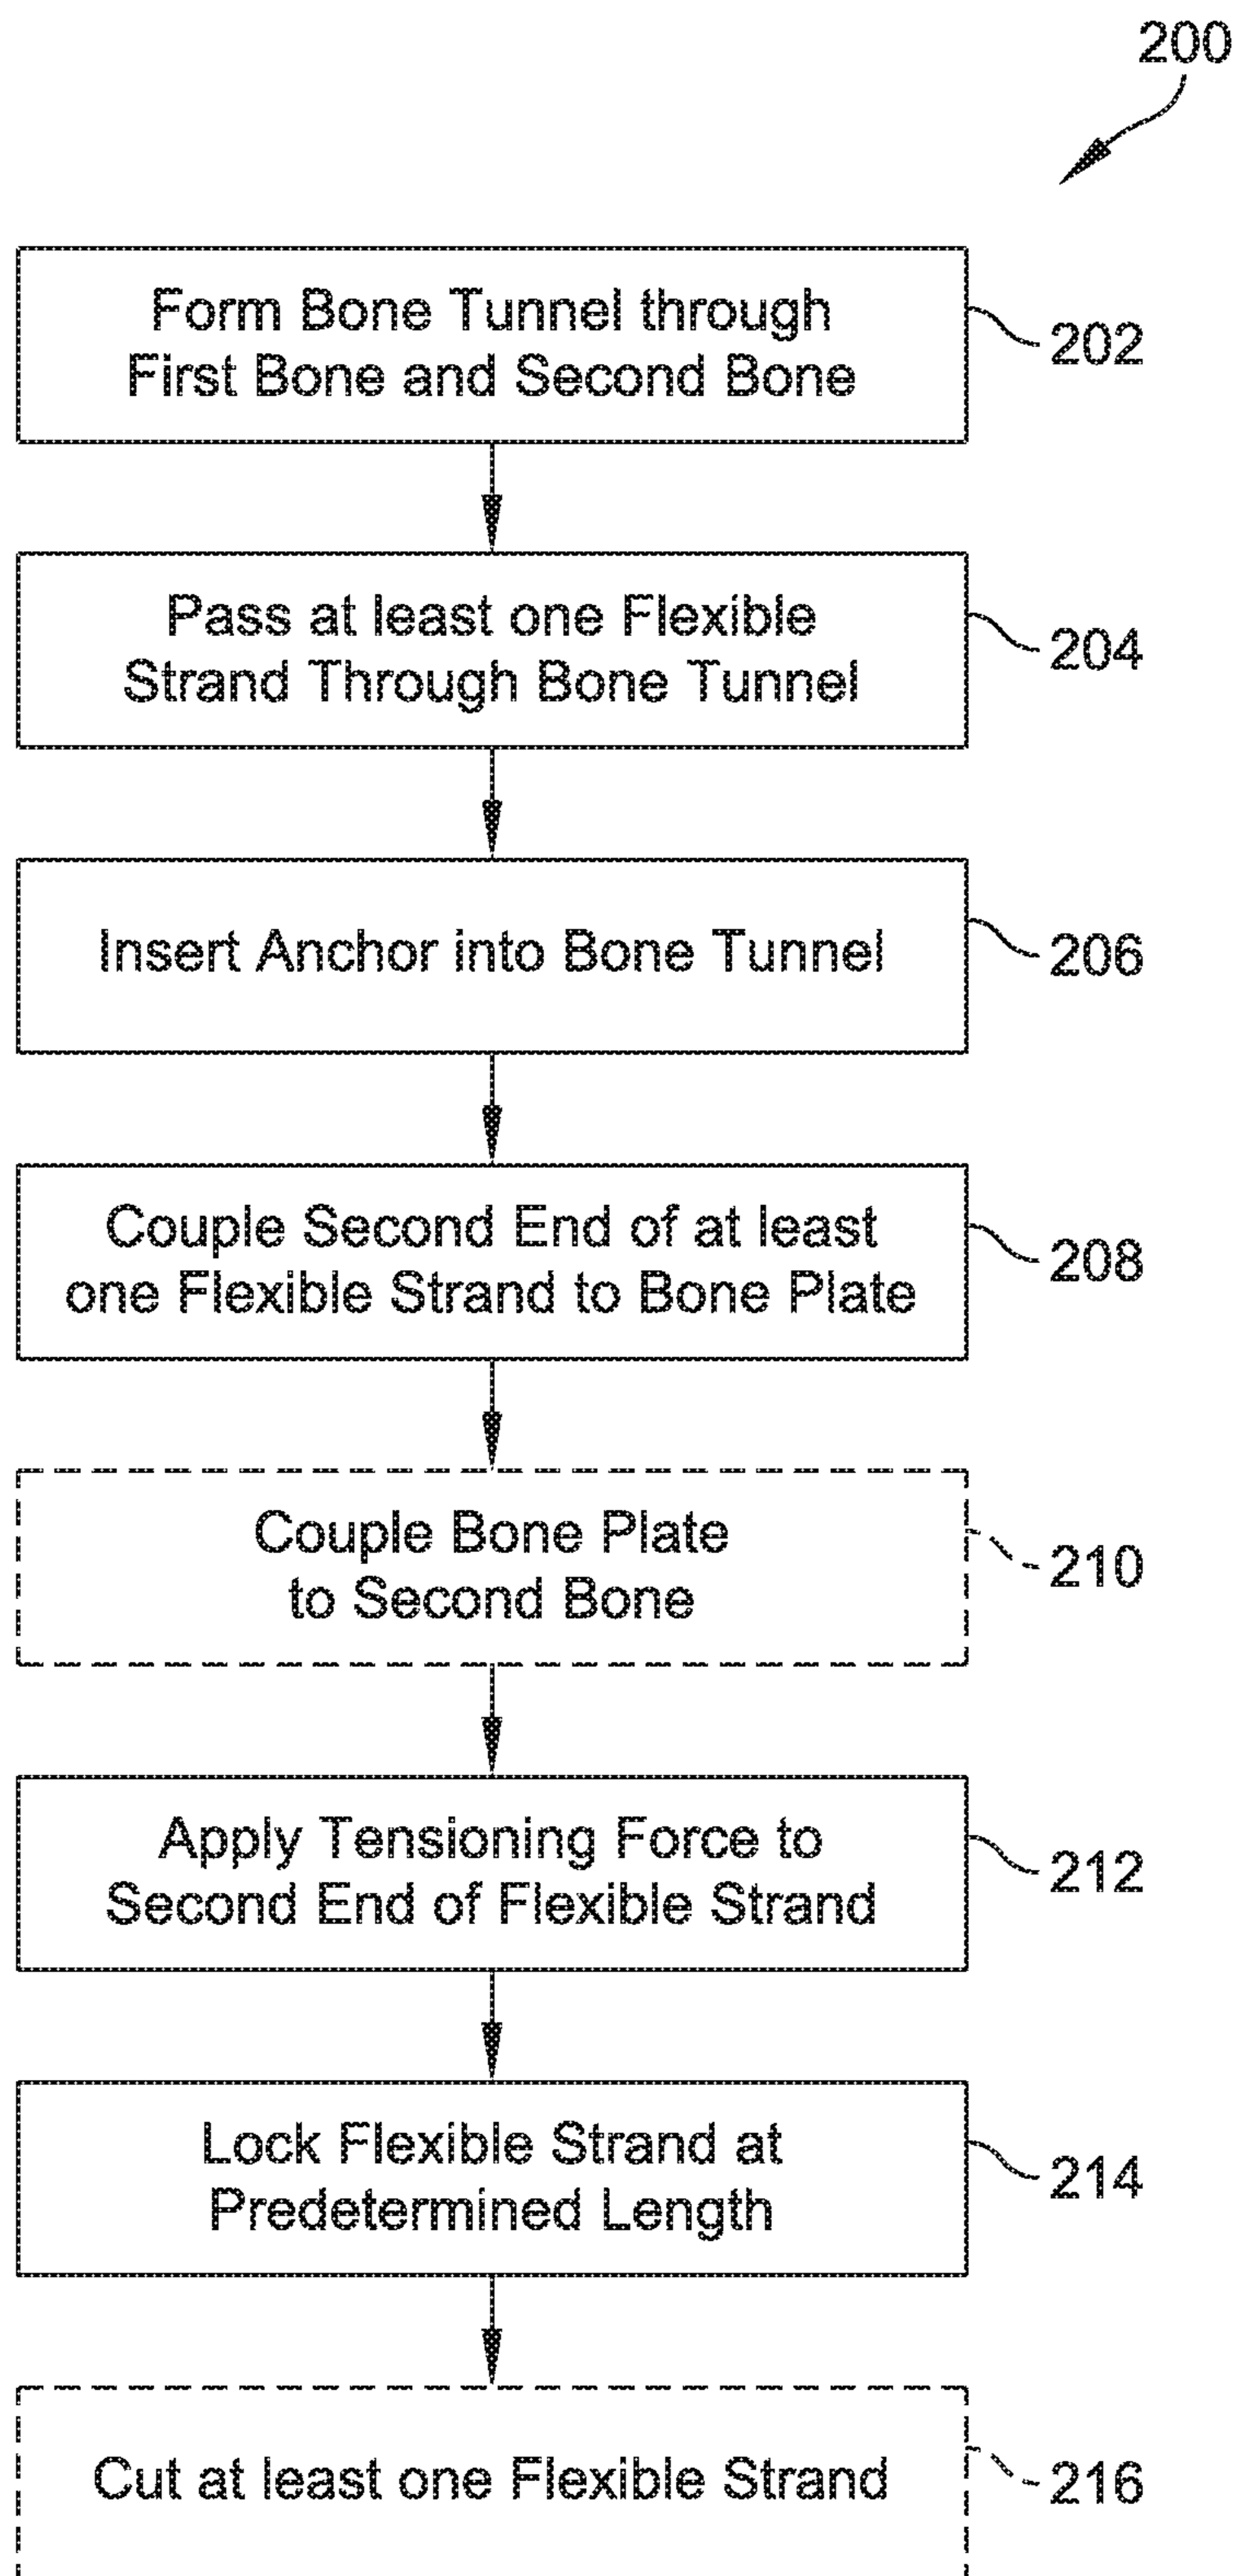 200
Form Bone Tunnel through
First Bone and Second Bone
202
Pass at least one Flexible
Strand Through Bone Tunnel
204
Insert Anchor into Bone Tunnel
206
Couple Second End of at least
one Flexible Strand to Bone Plate
208
Couple Bone Plate
to Second Bone
210
Apply Tensioning Force to
Second End of Flexible Strand
212
Lock Flexible Strand at
Predetermined Length
214
Cut at least one Flexible Strand
216